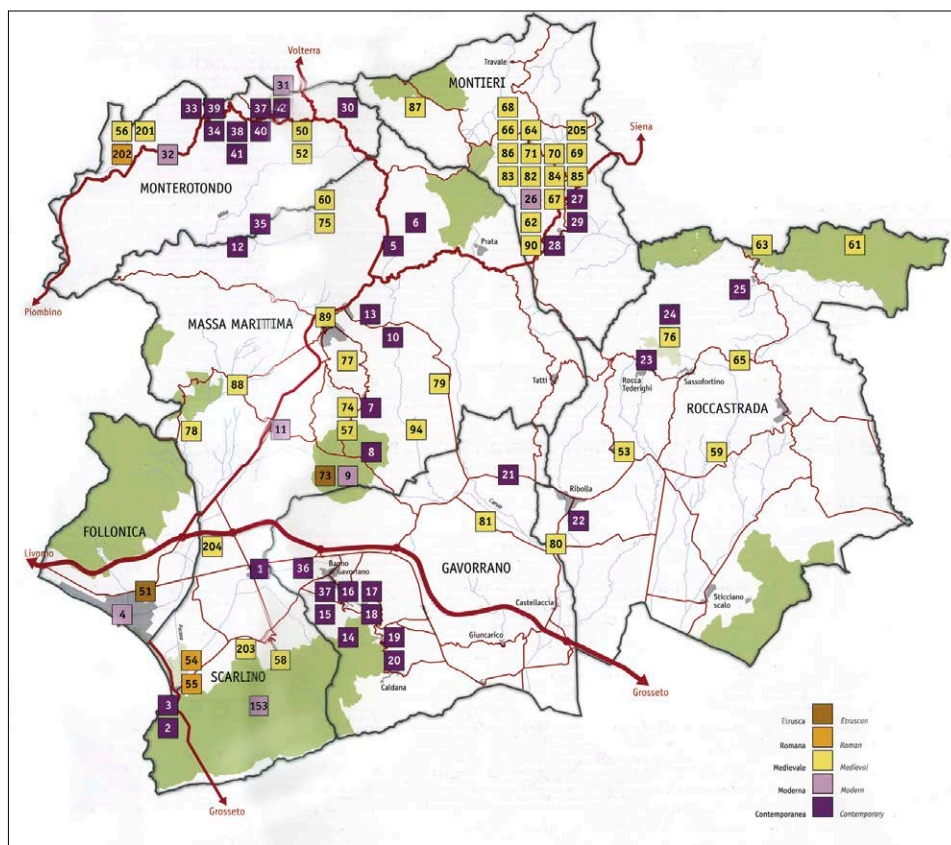 Volterra
Travale
MONTIERI
31
33 39 37 42 30 87 68
56 201 34 38 40 50 66 64 205
Siena
202 32 41 52 86 71 70 69
MONTEROTONDO
83 82 84 85
60 26 67 27
35 75 6 62 29
12 5 Prata 90 28 63 61
25
Piombino
MASSA MARITTIMA
89 13 24
10 76
77 23 65
88 79 Tatti Rocca Tederighi Sassofortino
74 7 ROCCASTRADA
78 11 57 94
8 53 59
73 9 21
Ribolla
FOLLONICA
81 22
204 80
Livorno
1 36 Bagno di Gavorrano GAVORRANO
51 37 16 17 Castellaccia Sticciano scalo
4 15 18
14 19 Giuncarico
203
54 58 20
SCARLINO
55 Caldana
Grosseto
3 153
2
Etrusca Etruscan
Romana Roman
Medievale Medieval
Moderna Modern
Contemporanea Contemporary
Grosseto